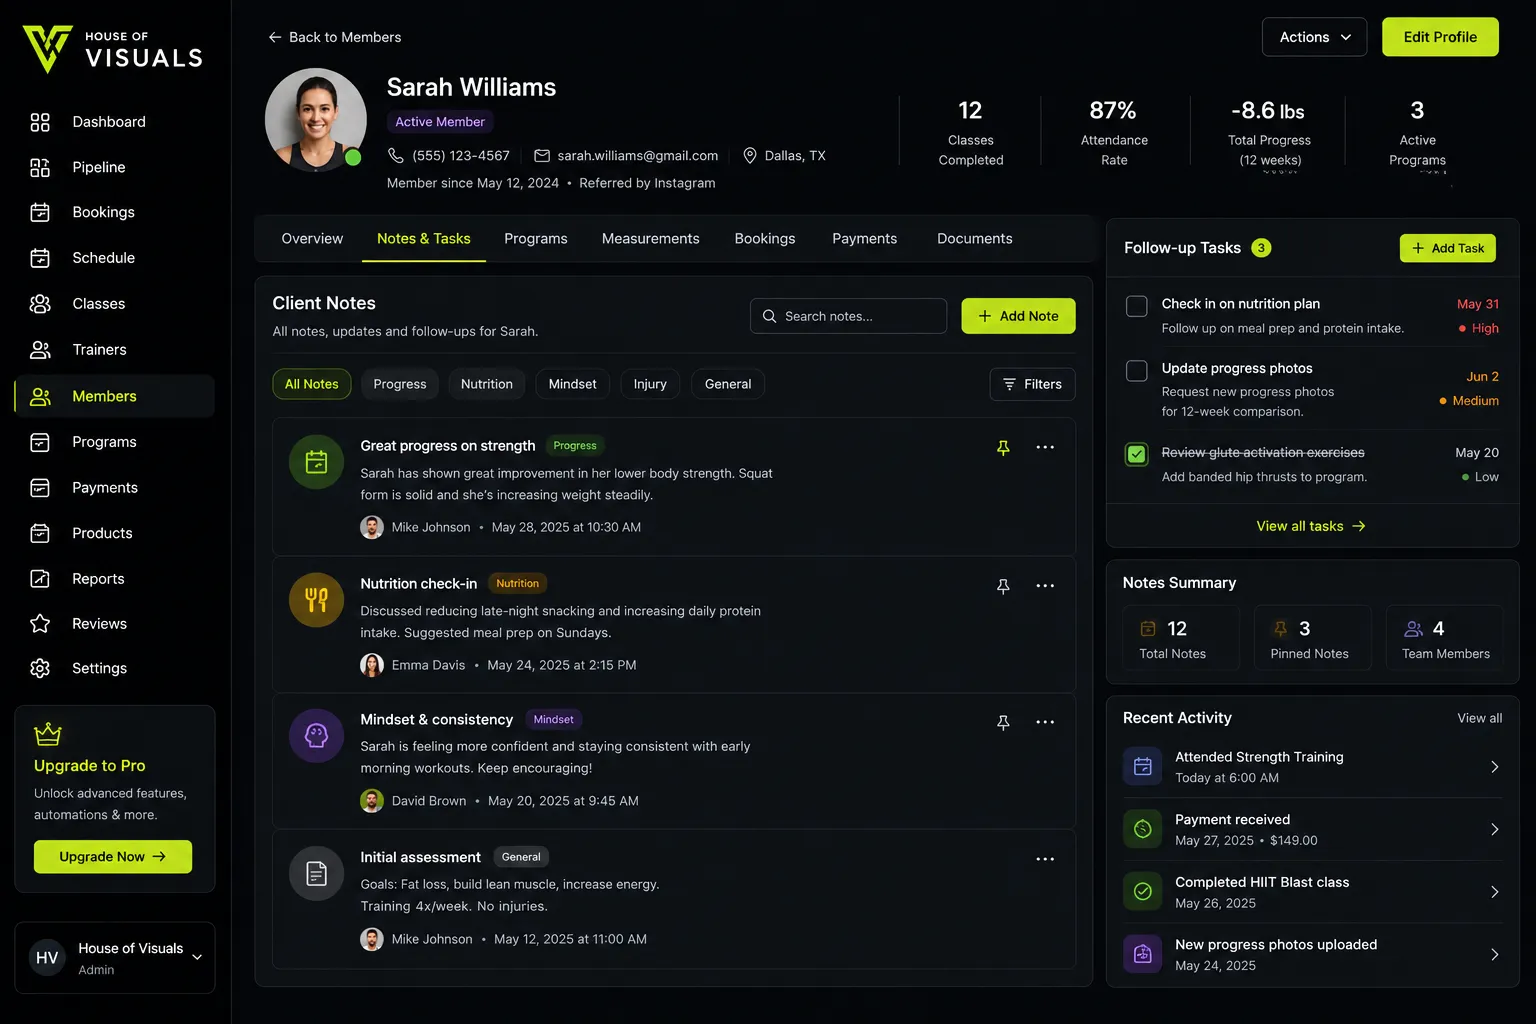 HOUSE OF
VISUALS
Dashboard
Pipeline
Bookings
Schedule
Classes
Trainers
Members
Programs
Payments
Products
Reports
Reviews
Settings
Upgrade to Pro
Unlock advanced features,
automations & more.
Upgrade Now →
HV
House of Visuals
Admin
← Back to Members
Actions
Edit Profile
Sarah Williams
Active Member
(555) 123-4567
sarah.williams@gmail.com
Dallas, TX
Member since May 12, 2024 • Referred by Instagram
12
Classes
Completed
87%
Attendance
Rate
-8.6 lbs
Total Progress
(12 weeks)
3
Active
Programs
Overview
Notes & Tasks
Programs
Measurements
Bookings
Payments
Documents
Client Notes
All notes, updates and follow-ups for Sarah.
Search notes...
+ Add Note
All Notes
Progress
Nutrition
Mindset
Injury
General
Filters
Great progress on strength
Progress
Sarah has shown great improvement in her lower body strength. Squat
form is solid and she's increasing weight steadily.
Mike Johnson • May 28, 2025 at 10:30 AM
Nutrition check-in
Nutrition
Discussed reducing late-night snacking and increasing daily protein
intake. Suggested meal prep on Sundays.
Emma Davis • May 24, 2025 at 2:15 PM
Mindset & consistency
Mindset
Sarah is feeling more confident and staying consistent with early
morning workouts. Keep encouraging!
David Brown • May 20, 2025 at 9:45 AM
Initial assessment
General
Goals: Fat loss, build lean muscle, increase energy.
Training 4x/week. No injuries.
Mike Johnson • May 12, 2025 at 11:00 AM
Follow-up Tasks
3
+ Add Task
Check in on nutrition plan
May 31
Follow up on meal prep and protein intake.
High
Update progress photos
Jun 2
Request new progress photos
for 12-week comparison.
Medium
Review glute activation exercises
May 20
Add banded hip thrusts to program.
Low
View all tasks →
Notes Summary
12
Total Notes
3
Pinned Notes
4
Team Members
Recent Activity
View all
Attended Strength Training
Today at 6:00 AM
Payment received
May 27, 2025 • $149.00
Completed HIIT Blast class
May 26, 2025
New progress photos uploaded
May 24, 2025